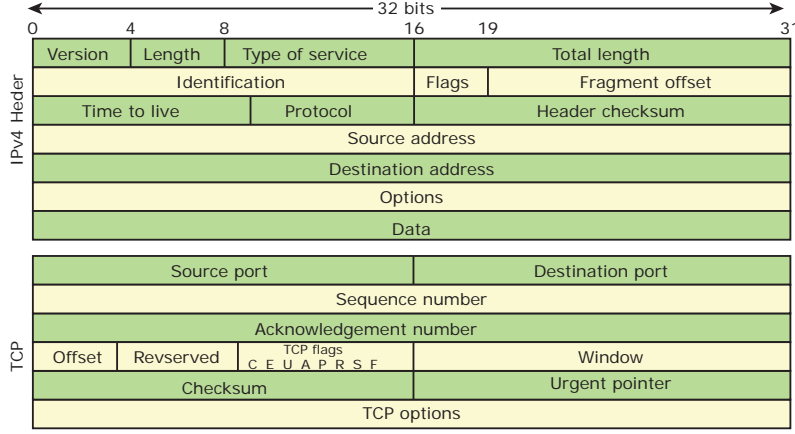 32 bits
0 4 8 16 19 31
IPv4 Heder
Version Length Type of service Total length
Identification Flags Fragment offset
Time to live Protocol Header checksum
Source address
Destination address
Options
Data
TCP
Source port Destination port
Sequence number
Acknowledgement number
Offset Revserved TCP flags Window
C E U A P R S F
Checksum Urgent pointer
TCP options